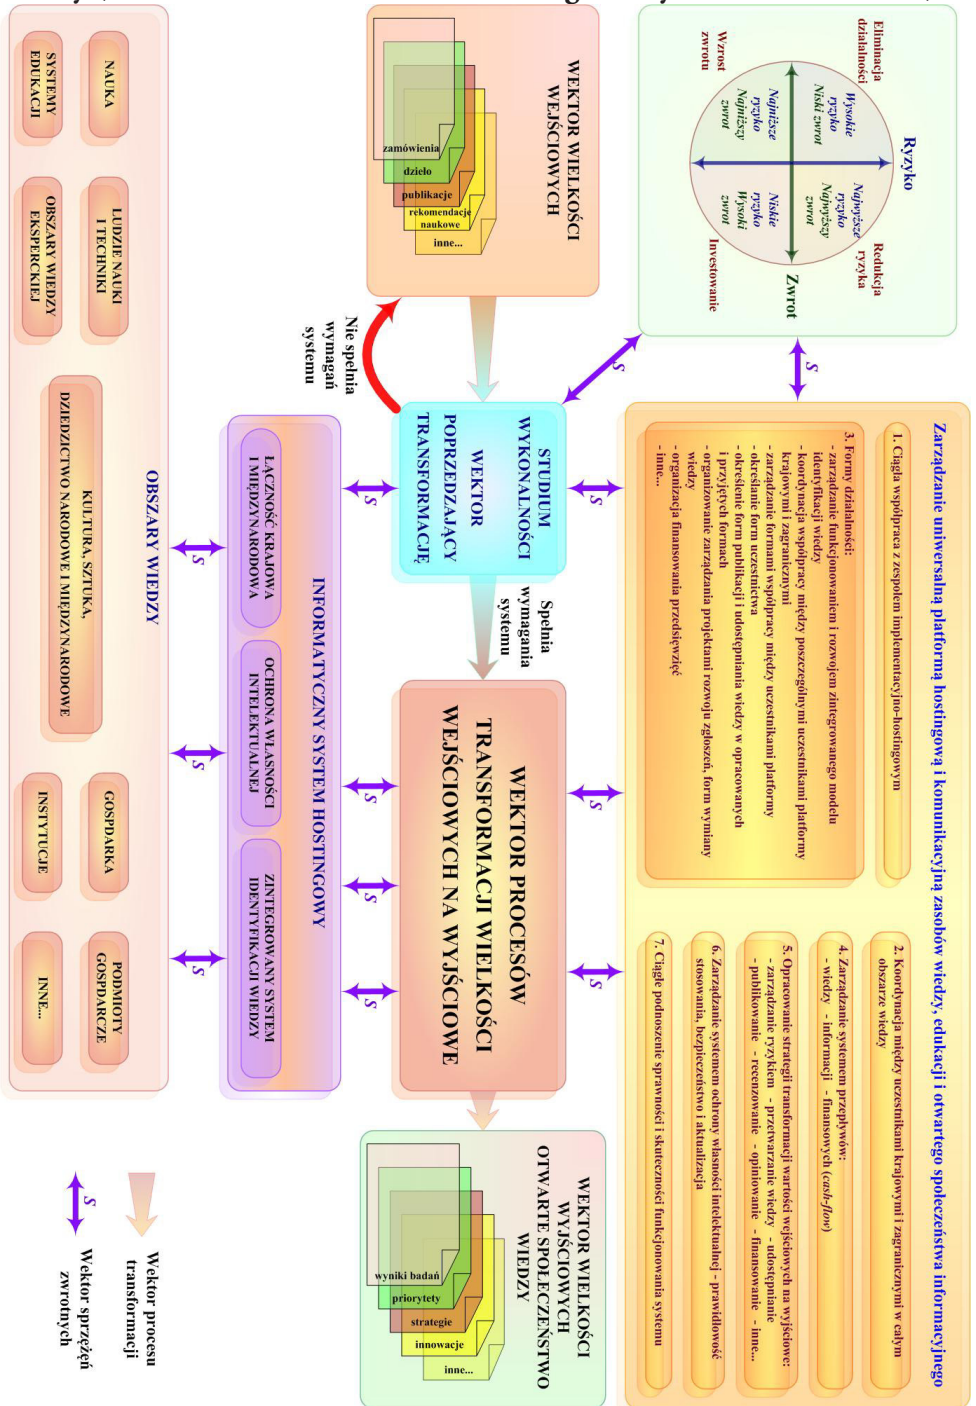 Zarządzanie uniwersalną platformą hostingową i komunikacyjną zasobów wiedzy, edukacji i otwartego społeczeństwa informacyjnego
1. Ciągła współpraca z zespołem implementacyjno-hostingowym
2. Koordynacja między uczestnikami krajowymi i zagranicznymi w całym
obszarze wiedzy
3. Formy działalności:
- zarządzanie funkcjonowaniem i rozwojem zintegrowanego modelu
identyfikacji wiedzy
- koordynacja współpracy między poszczególnymi uczestnikami platformy
krajowymi i zagranicznymi
- zarządzanie formami współpracy między uczestnikami platformy
- określanie form uczestnictwa
- określenie form publikacji i udostępniania wiedzy w opracowanych
i przyjętych formach
- organizowanie zarządzania projektami rozwoju zgłoszeń, form wymiany
wiedzy
- organizacja finansowania przedsięwzięć
- inne...
4. Zarządzanie systemem przepływów:
- wiedzy - informacji - finansowych (cash-flow)
5. Opracowanie strategii transformacji wartości wejściowych na wyjściowe:
- zarządzanie ryzykiem - przetwarzanie wiedzy - udostępnianie
- publikowanie - recenzowanie - opiniowanie - finansowanie - inne...
6. Zarządzanie systemem ochrony własności intelektualnej - prawidłowość
stosowania, bezpieczeństwo i aktualizacja
7. Ciągłe podnoszenie sprawności i skuteczności funkcjonowania systemu
Ryzyko
Zwrot
Eliminacja
działalności
Redukcja
ryzyka
Wzrost
zwrotu
Investowanie
Wysokie
ryzyko
Niski zwrot
Najwyższe
ryzyko
Najwyższy
zwrot
Najniższe
ryzyko
Najniższy
zwrot
Niskie
ryzyko
Wysoki
zwrot
S
S
S
S
S
WEKTOR WIELKOŚCI
WEJŚCIOWYCH
zamówienia
dzieło
publikacje
rekomendacje
naukowe
inne...
Nie spełnia
wymagań
systemu
STUDIUM
WYKONALNOŚCI
WEKTOR
POPRZEDZAJĄCY
TRANSFORMACJĘ
Spełnia
wymagania
systemu
WEKTOR PROCESÓW
TRANSFORMACJI WIELKOŚCI
WEJŚCIOWYCH NA WYJŚCIOWE
WEKTOR WIELKOŚCI
WYJŚCIOWYCH
OTWARTE SPOŁECZEŃSTWO
WIEDZY
wyniki badań
priorytety
strategie
innowacje
inne...
S
S
S
S
INFORMATYCZNY SYSTEM HOSTINGOWY
ŁĄCZNOŚĆ KRAJOWA
I MIĘDZYNARODOWA
OCHRONA WŁASNOŚCI
INTELEKTUALNEJ
ZINTEGROWANY SYSTEM
IDENTYFIKACJI WIEDZY
S
S
S
OBSZARY WIEDZY
NAUKA
SYSTEMY
EDUKACJI
LUDZIE NAUKI
I TECHNIKI
OBSZARY WIEDZY
EKSPERCKIEJ
KULTURA, SZTUKA,
DZIEDZICTWO NARODOWE I MIĘDZYNARODOWE
GOSPDARKA
INSTYTUCJE
PODMIOTY
GOSPDARCZE
INNE...
Wektor procesu
transformacji
S
Wektor sprzężeń
zwrotnych